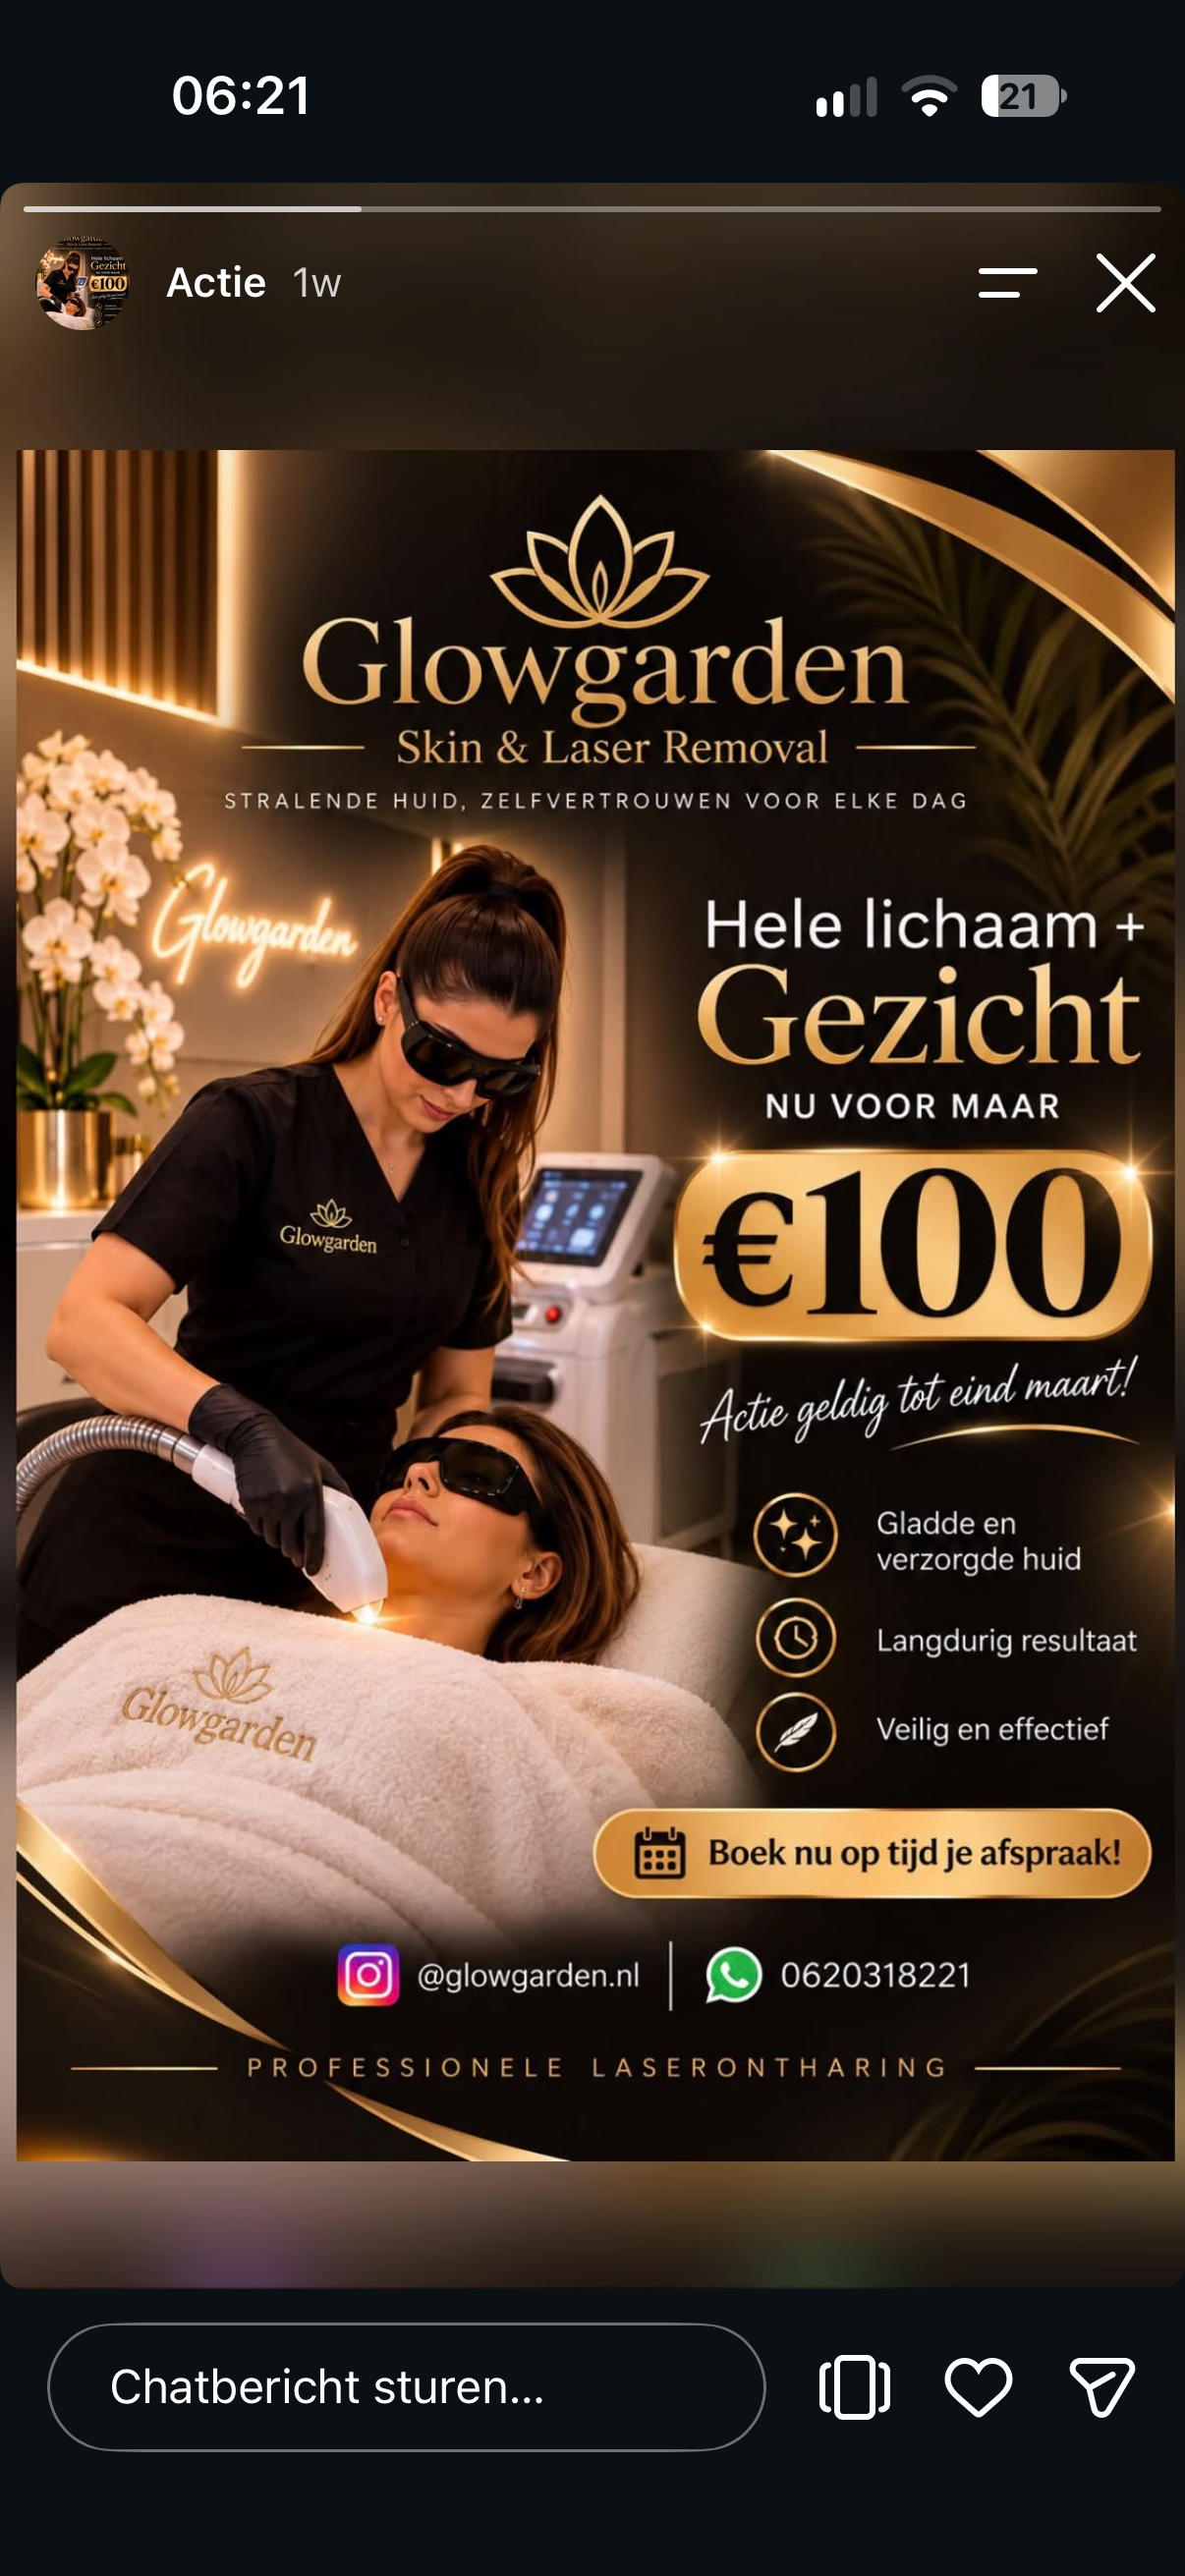 06:21
21
Actie 1w
Glowgarden
Skin & Laser Removal
STRALENDE HUID, ZELFVERTROUWEN VOOR ELKE DAG
Glowgarden
Hele lichaam +
Gezicht
NU VOOR MAAR
€100
Actie geldig tot eind maart!
Glowgarden
Gladde en
verzorgde huid
Langdurig resultaat
Veilig en effectief
Glowgarden
Boek nu op tijd je afspraak!
@glowgarden.nl | 0620318221
PROFESSIONELE LASERONTHARING
Chatbericht sturen...